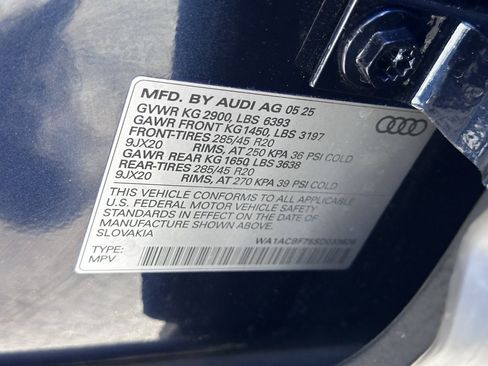 MFD. BY AUDI AG 05 25
GVWR KG 2900, LBS 6393
GAWR FRONT KG 1450, LBS 3197
FRONT-TIRES 285/45 R20
9JX20 RIMS, AT 250 KPA 36 PSI COLD
GAWR REAR KG 1650, LBS 3638
REAR-TIRES 285/45 R20
9JX20 RIMS, AT 270 KPA 39 PSI COLD
THIS VEHICLE CONFORMS TO ALL APPLICABLE
U.S. FEDERAL MOTOR VEHICLE SAFETY
STANDARDS IN EFFECT ON THE DATE OF
MANUFACTURE SHOWN ABOVE.
SLOVAKIA
TYPE:
MPV